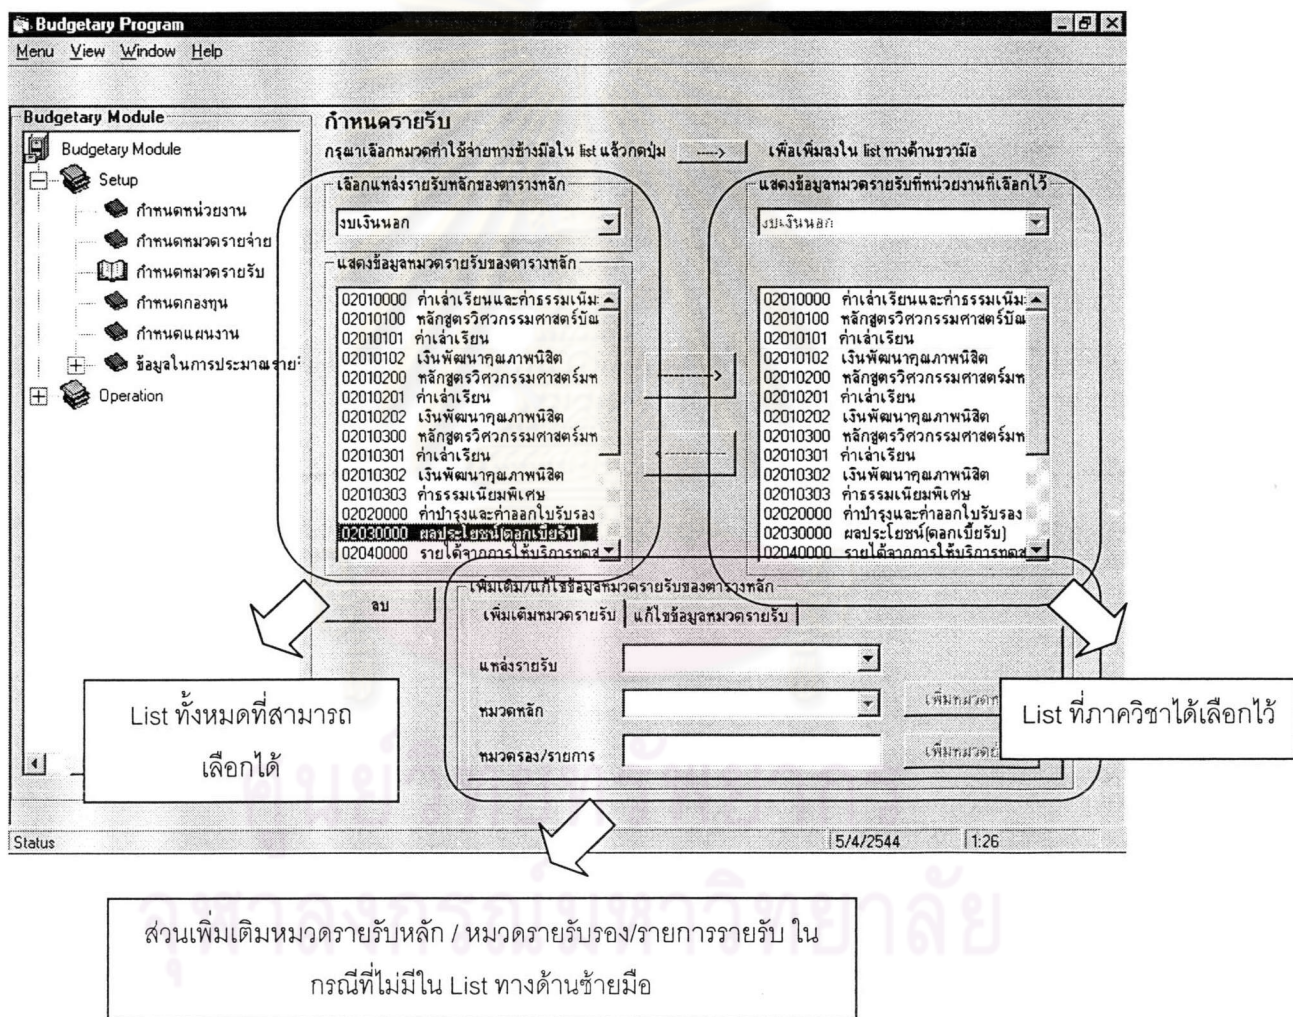 Budgetary Program
Menu View Window Help
Budgetary Module
Budgetary Module
Setup
กำหนดหน่วยงาน
กำหนดหมวดรายจ่าย
กำหนดหมวดรายรับ
กำหนดกองทุน
กำหนดแผนงาน
ข้อมูลในการประมาณราย
Operation
กำหนดรายรับ
กรุณาเลือกหมวดค่าใช้จ่ายทางซ้ายมือใน list แล้วกดปุ่ม ----> เพื่อเพิ่มลงใน list ทางด้านขวามือ
เลือกแหล่งรายรับหลักของตารางหลัก
งบเงินนอก
แสดงข้อมูลหมวดรายรับของตารางหลัก
02010000 ค่าเล่าเรียนและค่าธรรมเนีม
02010100 หลักสูตรวิศวกรรมศาสตร์บัณ
02010101 ค่าเล่าเรียน
02010102 เงินพัฒนาคุณภาพนิสิต
02010200 หลักสูตรวิศวกรรมศาสตร์มห
02010201 ค่าเล่าเรียน
02010202 เงินพัฒนาคุณภาพนิสิต
02010300 หลักสูตรวิศวกรรมศาสตร์มห
02010301 ค่าเล่าเรียน
02010302 เงินพัฒนาคุณภาพนิสิต
02010303 ค่าธรรมเนียมพิเศษ
02020000 ค่าบำรุงและค่าออกใบรับรอง
02030000 ผลประโยชน์(ดอกเบี้ยรับ)
02040000 รายได้จากการให้บริการทดส
ลบ
----->
<-----
แสดงข้อมูลหมวดรายรับที่หน่วยงานที่เลือกไว้
งบเงินนอก
02010000 ค่าเล่าเรียนและค่าธรรมเนีม
02010100 หลักสูตรวิศวกรรมศาสตร์บัณ
02010101 ค่าเล่าเรียน
02010102 เงินพัฒนาคุณภาพนิสิต
02010200 หลักสูตรวิศวกรรมศาสตร์มห
02010201 ค่าเล่าเรียน
02010202 เงินพัฒนาคุณภาพนิสิต
02010300 หลักสูตรวิศวกรรมศาสตร์มห
02010301 ค่าเล่าเรียน
02010302 เงินพัฒนาคุณภาพนิสิต
02010303 ค่าธรรมเนียมพิเศษ
02020000 ค่าบำรุงและค่าออกใบรับรอง
02030000 ผลประโยชน์(ดอกเบี้ยรับ)
02040000 รายได้จากการให้บริการทดส
เพิ่มเติม/แก้ไขข้อมูลหมวดรายรับของตารางหลัก
เพิ่มเติมหมวดรายรับ แก้ไขข้อมูลหมวดรายรับ
แหล่งรายรับ
หมวดหลัก
เพิ่มหมวดห
หมวดรอง/รายการ
เพิ่มหมวดย่
List ทั้งหมดที่สามารถ
เลือกได้
List ที่ภาควิชาได้เลือกไว้
Status
5/4/2544
1:26
ส่วนเพิ่มเติมหมวดรายรับหลัก / หมวดรายรับรอง/รายการรายรับ ใน
กรณีที่ไม่มีใน List ทางด้านซ้ายมือ
ศูนย์วิทยทรัพยากร
จุฬาลงกรณ์มหาวิทยาลัย